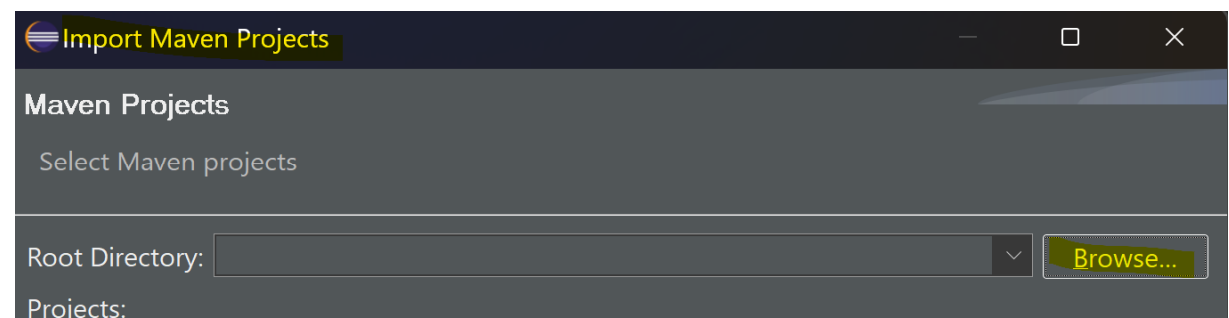 Import Maven Projects
Maven Projects
Select Maven projects
Root Directory:
Browse...
Projects: